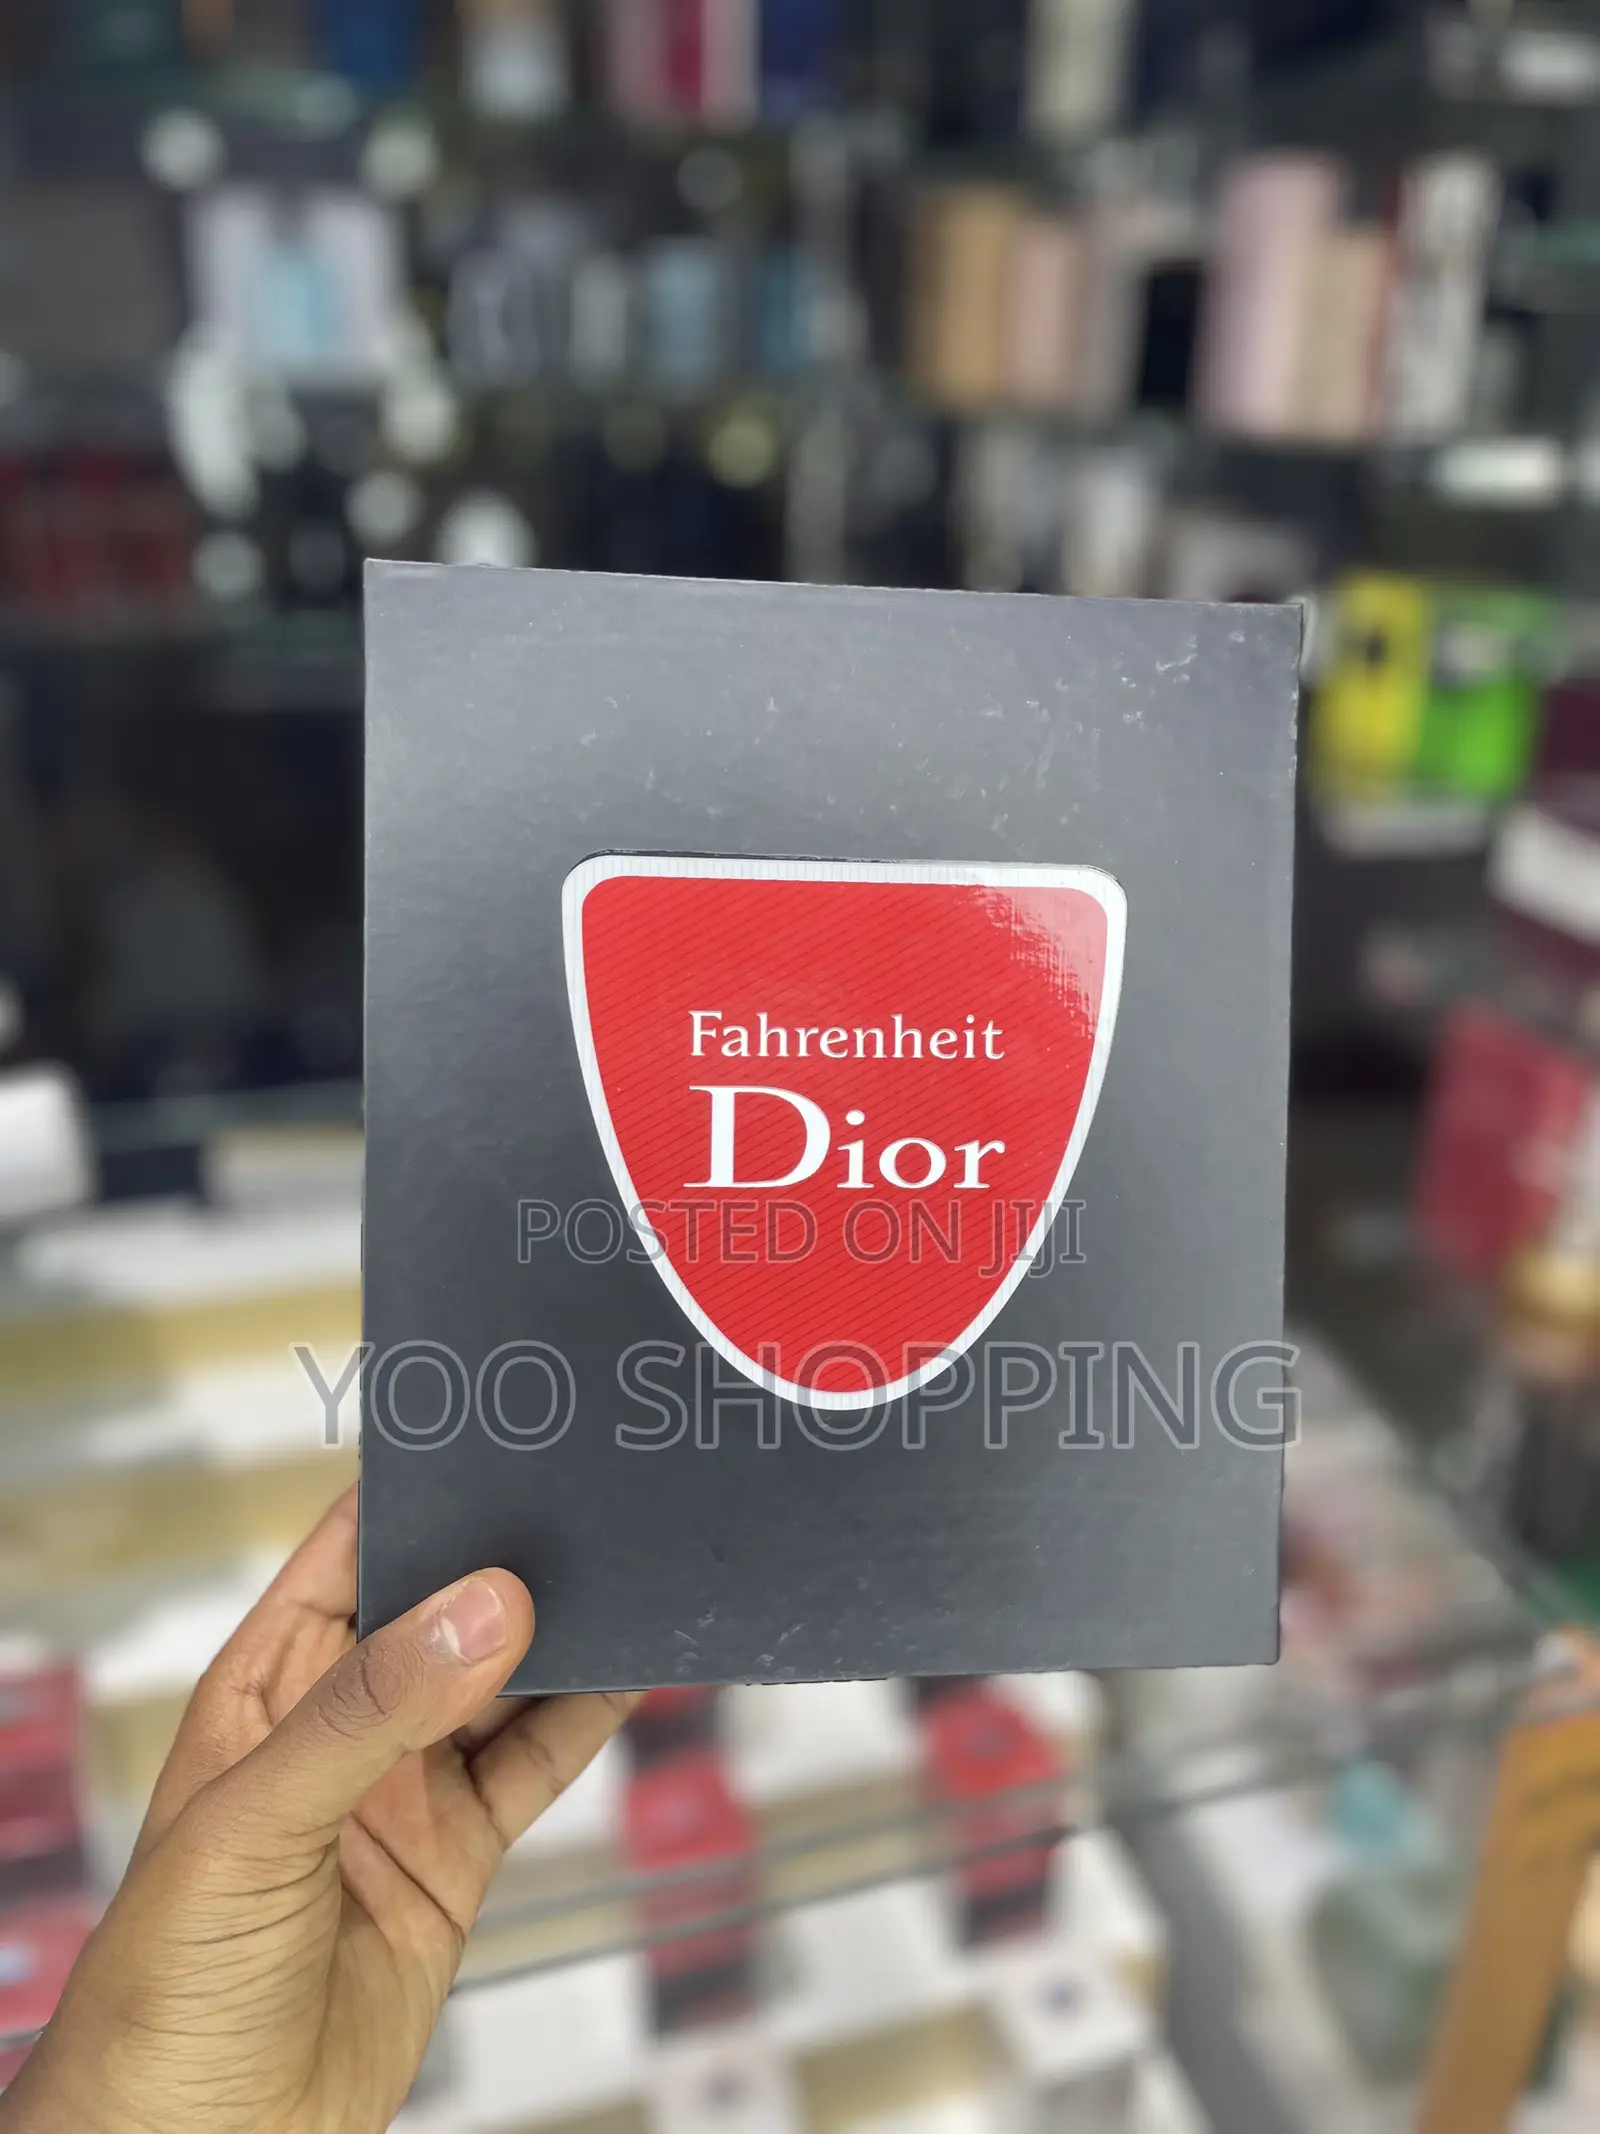 Fahrenheit
Dior
POSTED ON JIJI
YOO SHOPPING